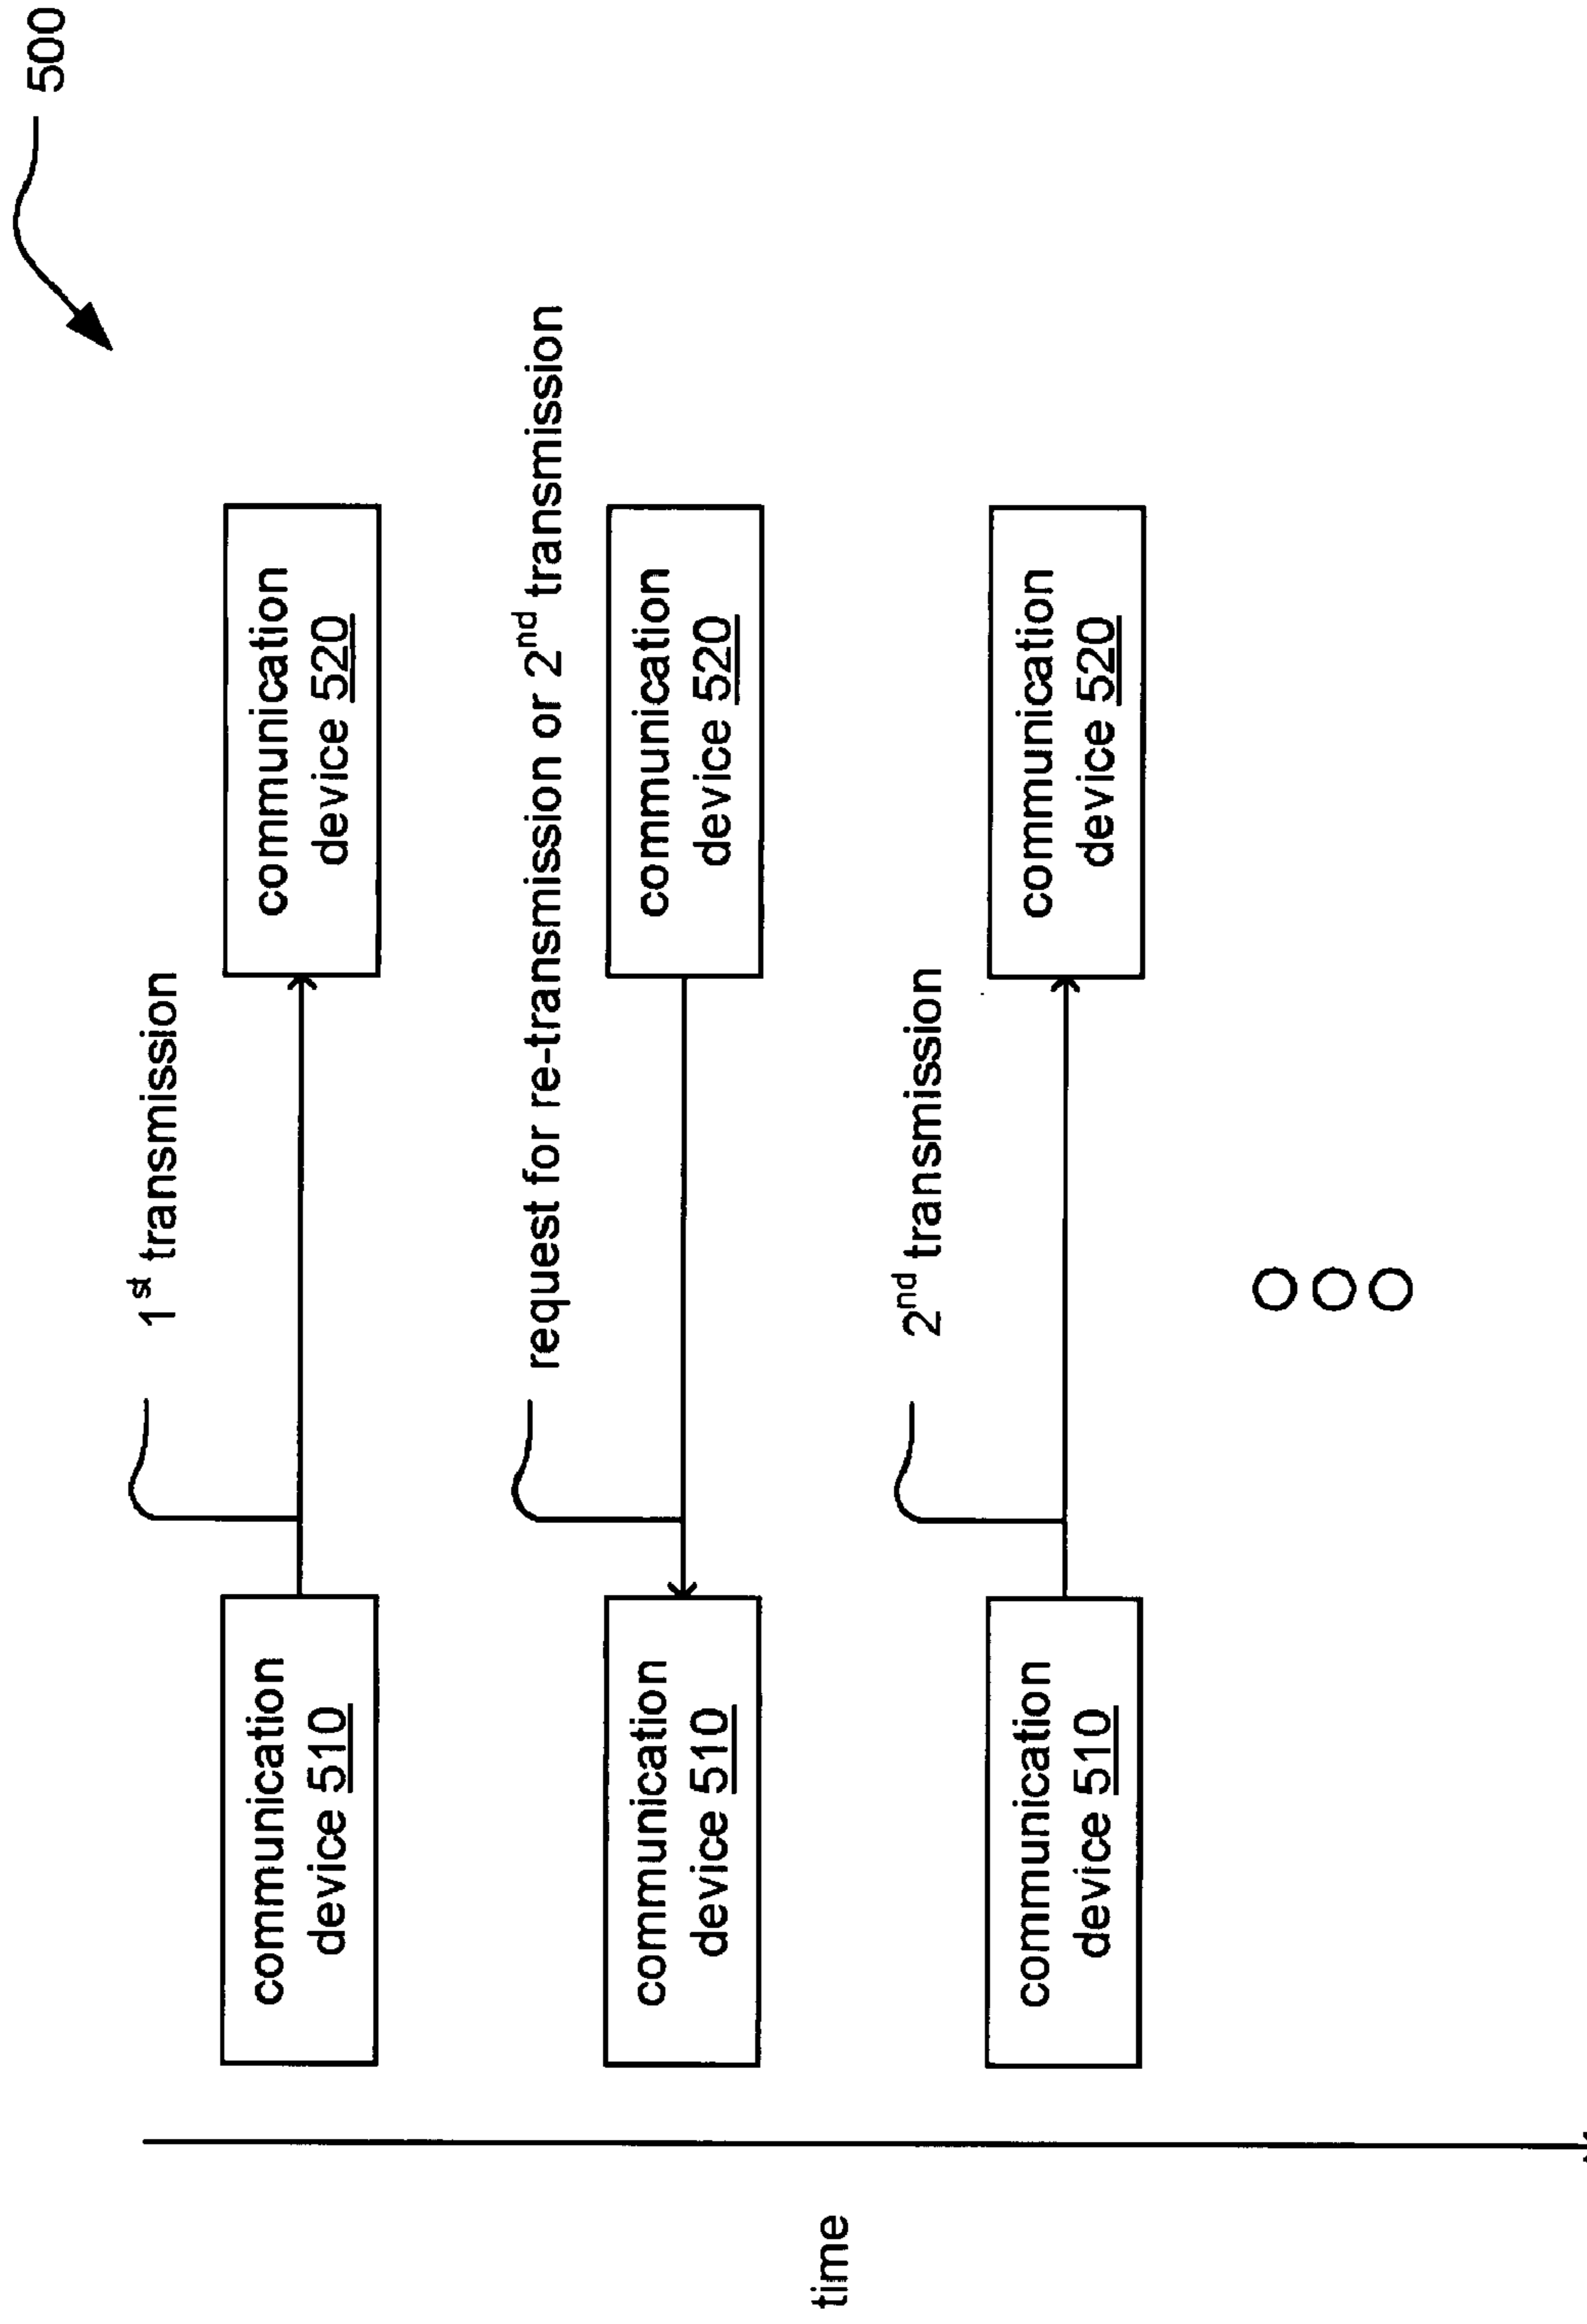 500
1st transmission
communication
device 510
communication
device 520
request for re-transmission or 2nd transmission
communication
device 510
communication
device 520
2nd transmission
communication
device 510
communication
device 520
time